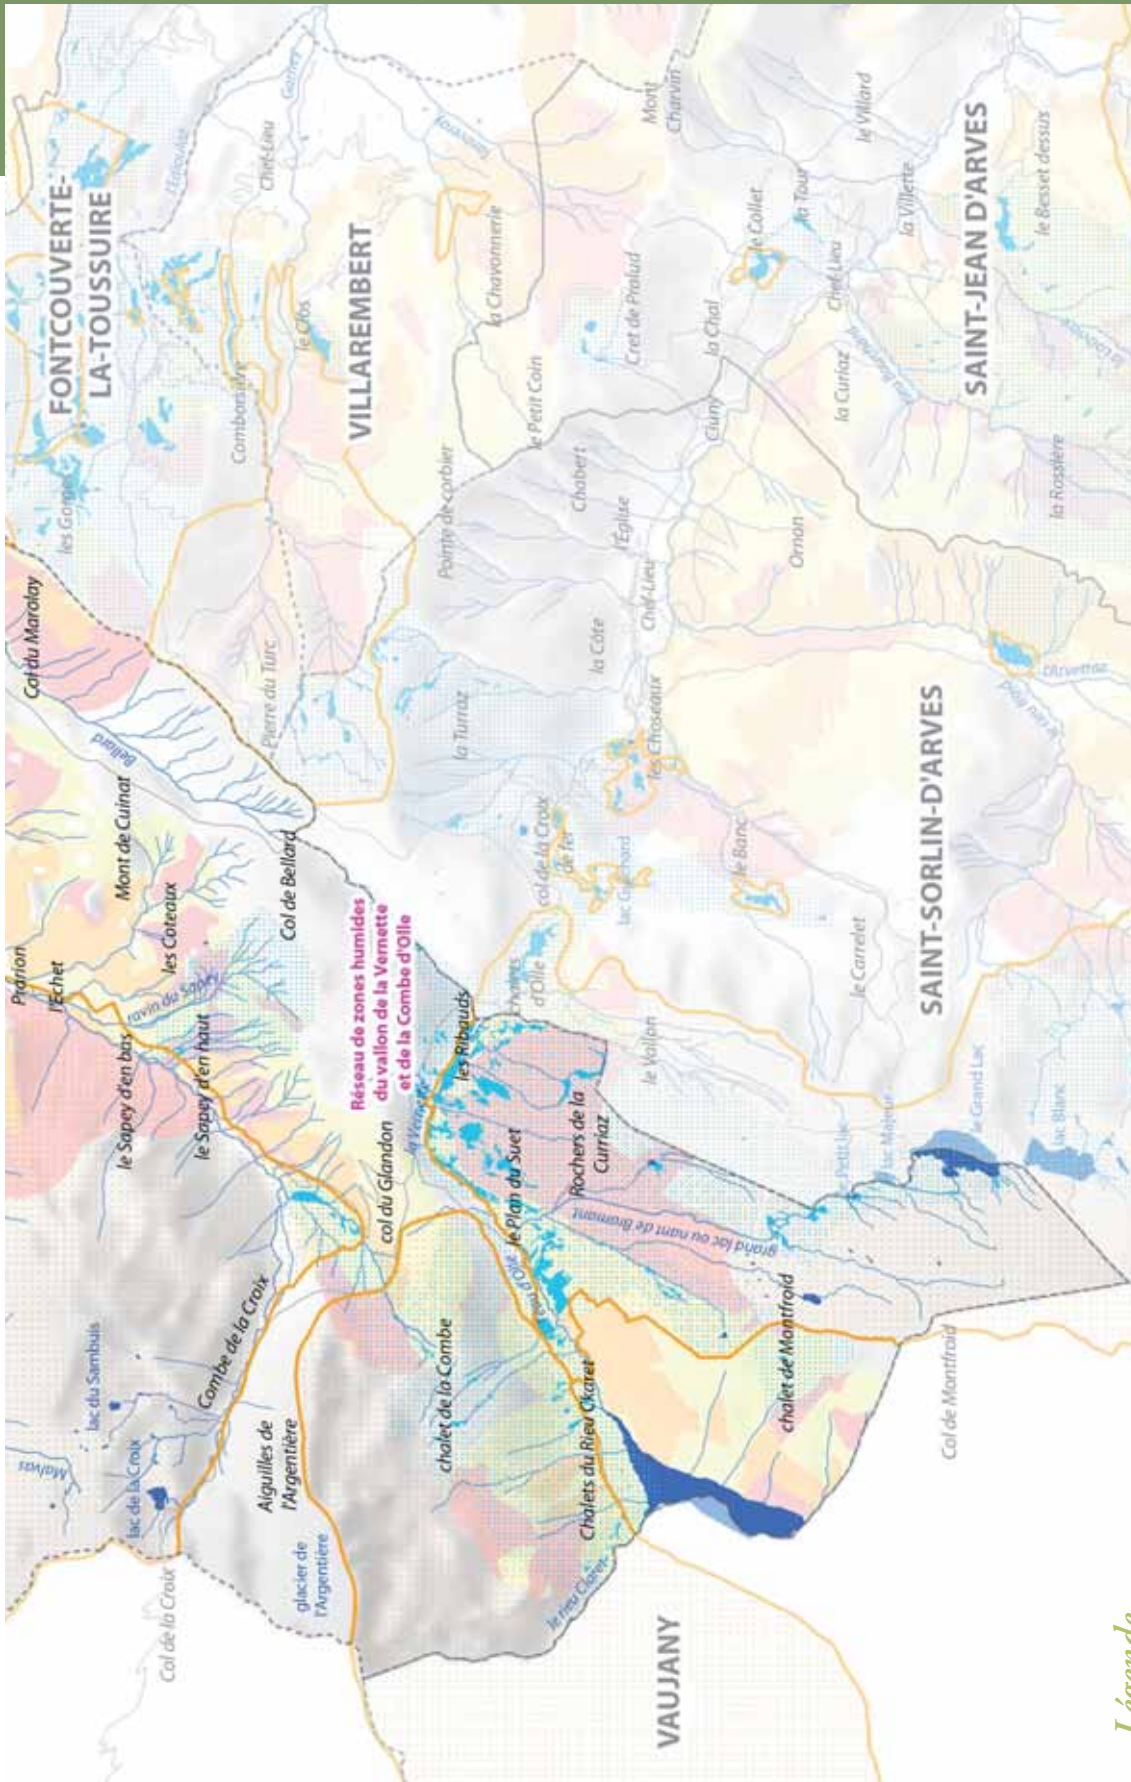 FONTCOUVERTE-
LA-TOUSSUIRE
VILLAREMBERT
SAINT-JEAN D'ARVES
SAINT-SORLIN-D'ARVES
VAUJANY
Réseau de zones humides
du vallon de la Vernette
et de la Combe d'Olle
Col du Marolay
les Gorges
Bellard
Mont de Cuinat
les Coteaux
Prarion
l'Echet
ravin du Sapey
le Sapey d'en bas
le Sapey d'en haut
Col de Bellard
Pierre du Turc
Comborsière
le Clos
Chef-Lieu
Mont
Charvin
la Chavonnerie
le Petit Coin
Pointe de corbier
Cret de Pralud
la Chal
le Collet
la Tour
le Villard
la Villette
Chef-Lieu
le Besset dessus
la Curiaz
Cluny
Chabert
l'Église
Chef-Lieu
la Côte
la Turraz
les Choseaux
Ornon
la Rossière
l'Arvettaz
col de la Croix
de fer
le Banc
le Carrelet
chalets
d'Olle
le Vallon
les Ribauds
col du Glandon
le Plan du Suet
Rochers de la
Curiaz
grand lac ou nant de Bramant
Petit Lac
lac Majeur
le Grand Lac
lac Blanc
chalet de Montfroid
Col de Montfroid
chalet de la Combe
Combe de la Croix
lac du Sambuis
lac de la Croix
Malvas
Col de la Croix
Aiguilles de
l'Argentière
glacier de
l'Argentière
le rieu Claret
Légende